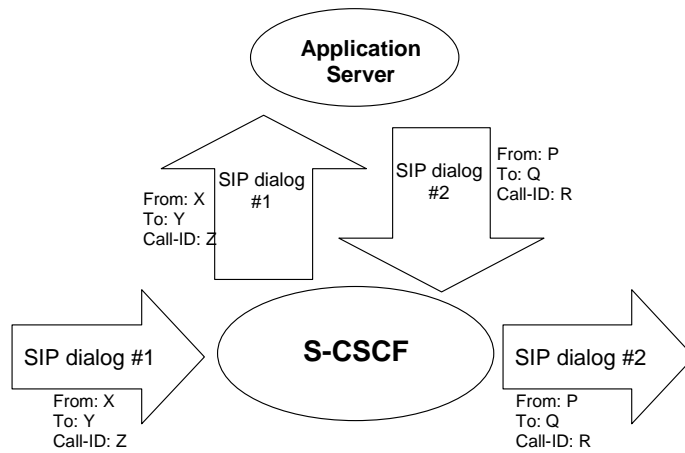 Application
Server
SIP dialog
#1
From: X
To: Y
Call-ID: Z
SIP dialog
#2
From: P
To: Q
Call-ID: R
SIP dialog #1
From: X
To: Y
Call-ID: Z
S-CSCF
SIP dialog #2
From: P
To: Q
Call-ID: R